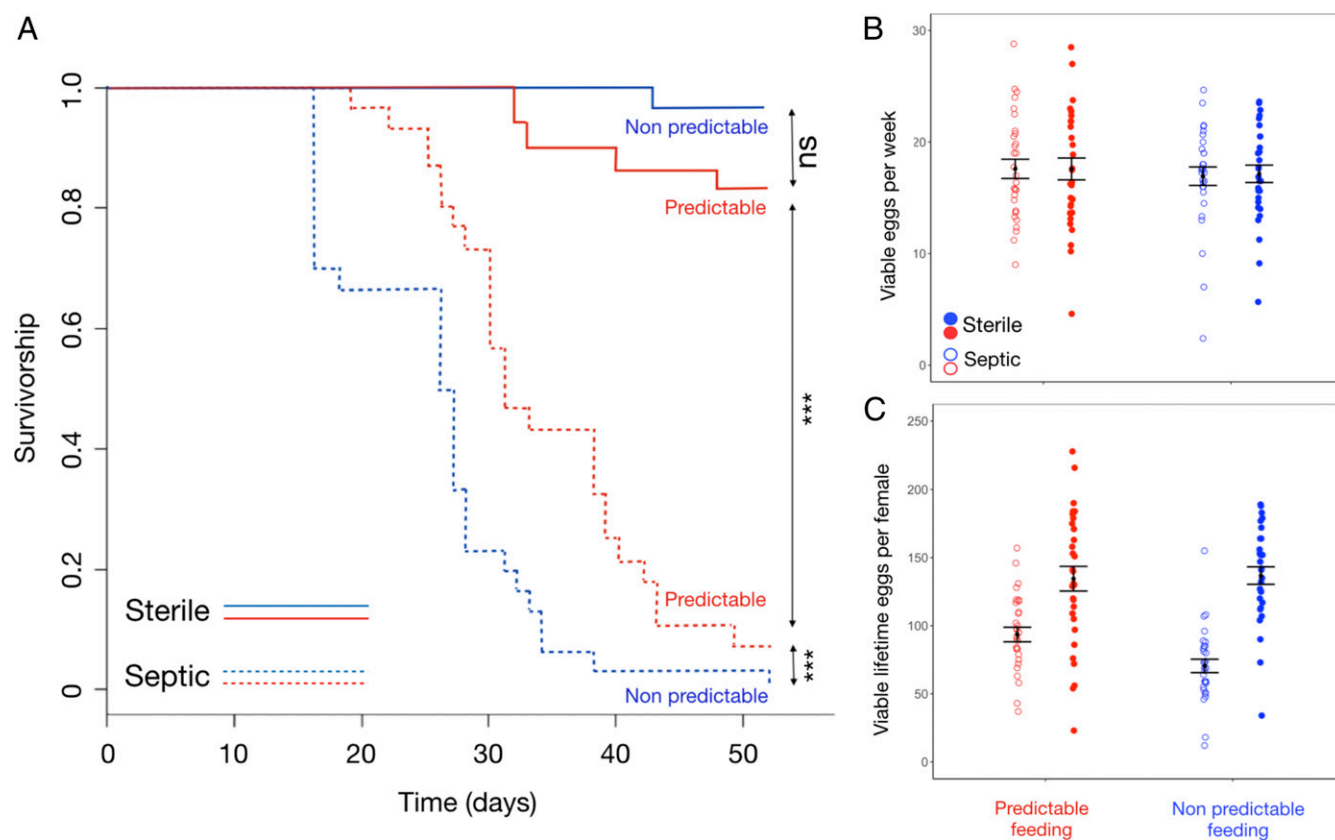 A
Survivorship
1.0
0.8
0.6
0.4
0.2
0
0
10
20
30
40
50
Time (days)
Non predictable
ns
Predictable
***
Predictable
***
Non predictable
Sterile
Septic
B
Viable eggs per week
30
20
10
0
Sterile
Septic
C
Viable lifetime eggs per female
250
200
150
100
50
0
Predictable
feeding
Non predictable
feeding